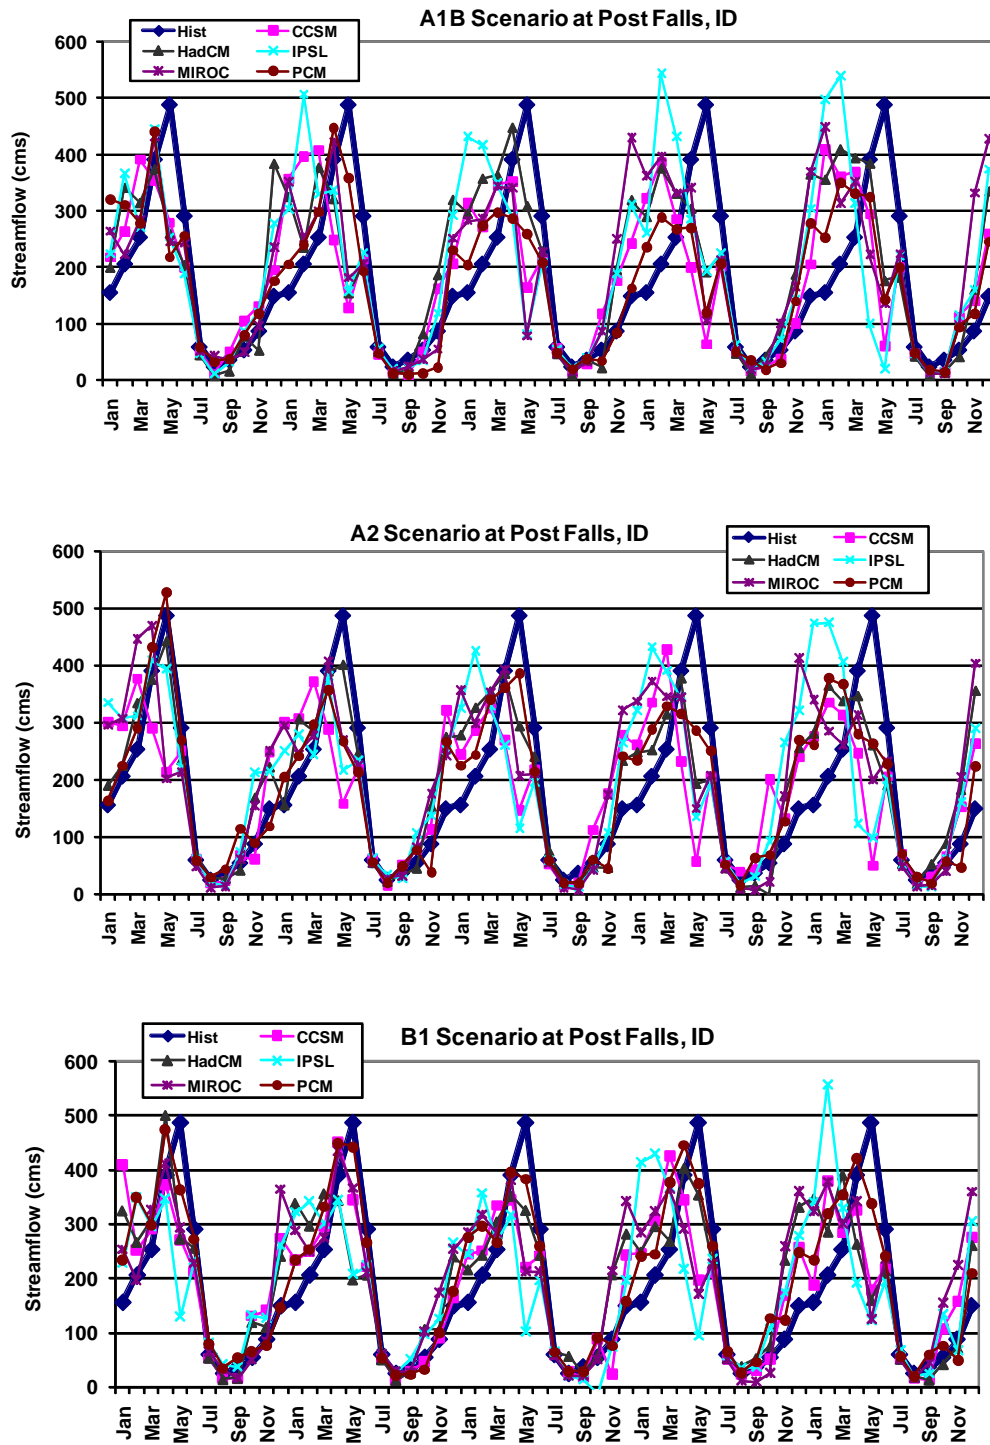 A1B Scenario at Post Falls, ID
Hist CCSM
HadCM IPSL
MIROC PCM
Streamflow (cms)
600
500
400
300
200
100
0
Jan Mar May Jul Sep Nov Jan Mar May Jul Sep Nov Jan Mar May Jul Sep Nov Jan Mar May Jul Sep Nov Jan Mar May Jul Sep Nov
A2 Scenario at Post Falls, ID
Hist CCSM
HadCM IPSL
MIROC PCM
Streamflow (cms)
600
500
400
300
200
100
0
Jan Mar May Jul Sep Nov Jan Mar May Jul Sep Nov Jan Mar May Jul Sep Nov Jan Mar May Jul Sep Nov Jan Mar May Jul Sep Nov
B1 Scenario at Post Falls, ID
Hist CCSM
HadCM IPSL
MIROC PCM
Streamflow (cms)
600
500
400
300
200
100
0
Jan Mar May Jul Sep Nov Jan Mar May Jul Sep Nov Jan Mar May Jul Sep Nov Jan Mar May Jul Sep Nov Jan Mar May Jul Sep Nov